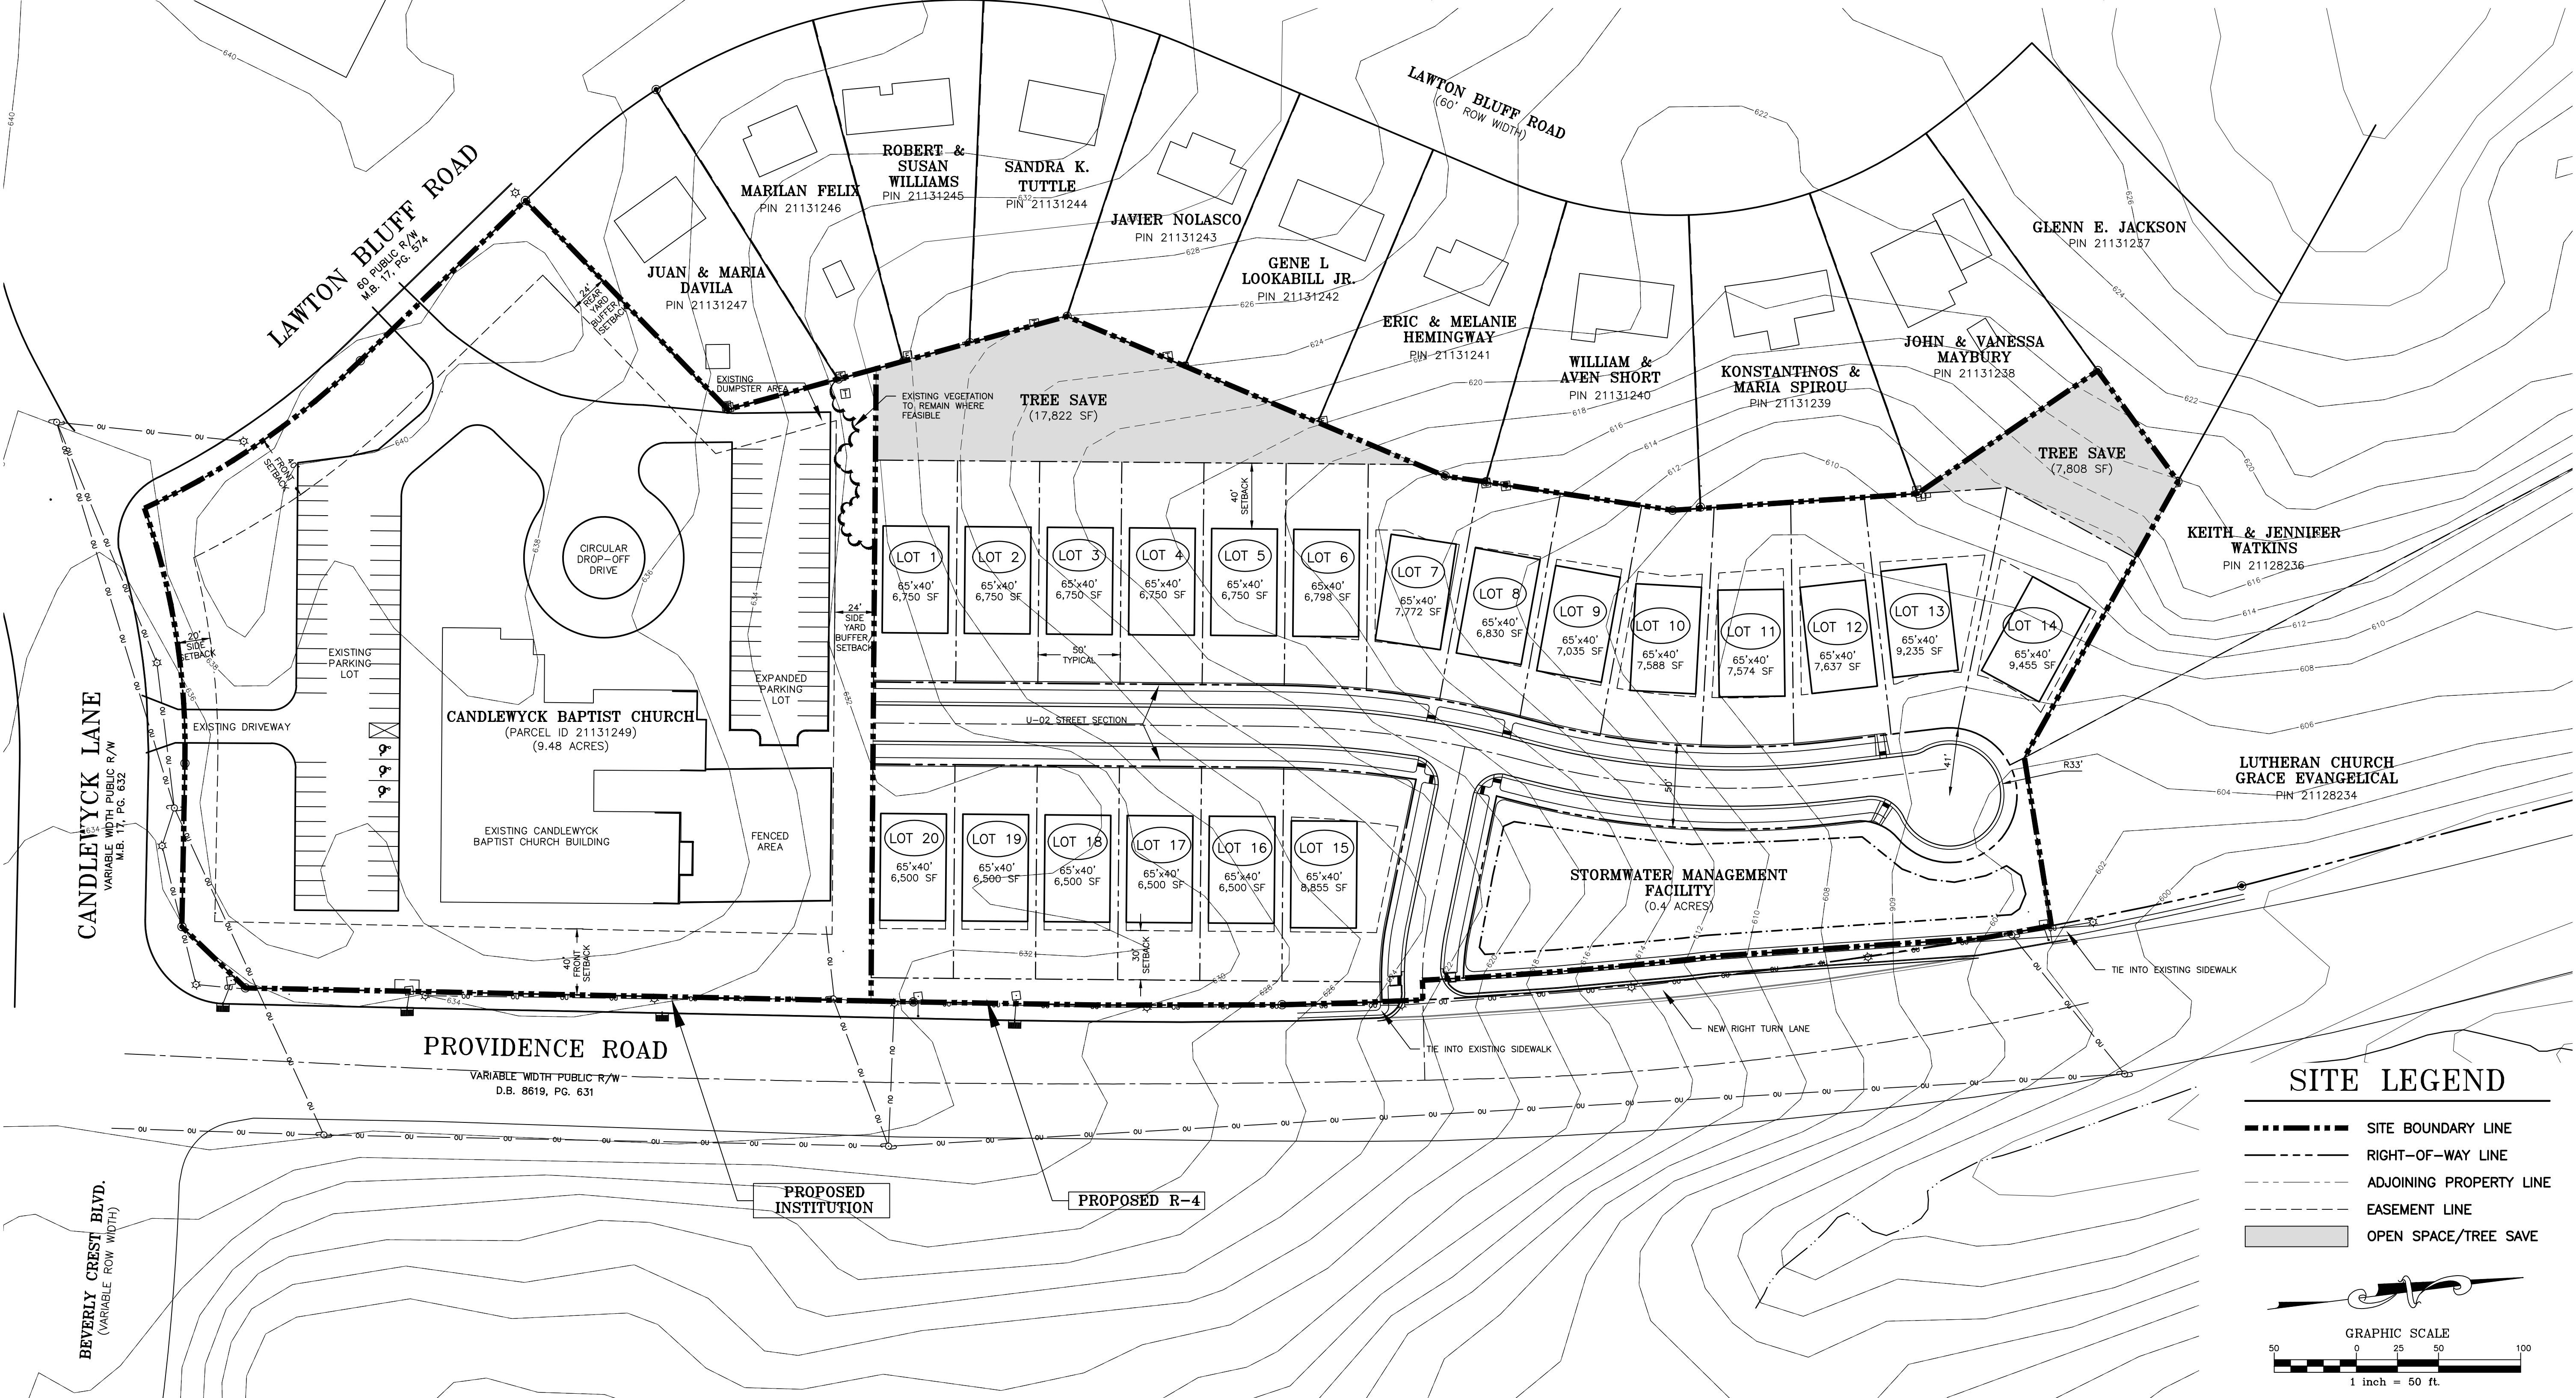 LAWTON BLUFF ROAD
60 PUBLIC R/W
M.B. 17, PG. 574
LAWTON BLUFF ROAD
(60' ROW WIDTH)
JUAN & MARIA
DAVILA
PIN 21131247
MARILAN FELIX
PIN 21131246
ROBERT &
SUSAN
WILLIAMS
PIN 21131245
SANDRA K.
TUTTLE
PIN 21131244
JAVIER NOLASCO
PIN 21131243
GENE L
LOOKABILL JR.
PIN 21131242
ERIC & MELANIE
HEMINGWAY
PIN 21131241
WILLIAM &
AVEN SHORT
PIN 21131240
KONSTANTINOS &
MARIA SPIROU
PIN 21131239
JOHN & VANESSA
MAYBURY
PIN 21131238
GLENN E. JACKSON
PIN 21131237
KEITH & JENNIFER
WATKINS
PIN 21128236
LUTHERAN CHURCH
GRACE EVANGELICAL
PIN 21128234
24'
REAR
YARD
BUFFER/
SETBACK
EXISTING
DUMPSTER AREA
EXISTING VEGETATION
TO REMAIN WHERE
FEASIBLE
TREE SAVE
(17,822 SF)
TREE SAVE
(7,808 SF)
40'
FRONT
SETBACK
20'
SIDE
SETBACK
CIRCULAR
DROP-OFF
DRIVE
EXISTING
PARKING
LOT
EXPANDED
PARKING
LOT
24'
SIDE
YARD
BUFFER/
SETBACK
EXISTING DRIVEWAY
CANDLEWYCK BAPTIST CHURCH
(PARCEL ID 21131249)
(9.48 ACRES)
EXISTING CANDLEWYCK
BAPTIST CHURCH BUILDING
FENCED
AREA
40'
FRONT
SETBACK
CANDLEWYCK LANE
VARIABLE WIDTH PUBLIC R/W
M.B. 17, PG. 632
LOT 1
65'x40'
6,750 SF
LOT 2
65'x40'
6,750 SF
LOT 3
65'x40'
6,750 SF
LOT 4
65'x40'
6,750 SF
LOT 5
65'x40'
6,750 SF
LOT 6
65x40'
6,798 SF
LOT 7
65'x40'
7,772 SF
LOT 8
65'x40'
6,830 SF
LOT 9
65'x40'
7,035 SF
LOT 10
65'x40'
7,588 SF
LOT 11
65'x40'
7,574 SF
LOT 12
65'x40'
7,637 SF
LOT 13
65'x40'
9,235 SF
LOT 14
65'x40'
9,455 SF
40'
SETBACK
50'
TYPICAL
U-02 STREET SECTION
50'
41'
R33'
LOT 20
65'x40'
6,500 SF
LOT 19
65'x40'
6,500 SF
LOT 18
65'x40'
6,500 SF
LOT 17
65'x40'
6,500 SF
LOT 16
65'x40'
6,500 SF
LOT 15
65'x40'
8,855 SF
30'
SETBACK
STORMWATER MANAGEMENT
FACILITY
(0.4 ACRES)
TIE INTO EXISTING SIDEWALK
NEW RIGHT TURN LANE
TIE INTO EXISTING SIDEWALK
PROVIDENCE ROAD
VARIABLE WIDTH PUBLIC R/W
D.B. 8619, PG. 631
PROPOSED
INSTITUTION
PROPOSED R-4
BEVERLY CREST BLVD.
(VARIABLE ROW WIDTH)
SITE LEGEND
SITE BOUNDARY LINE
RIGHT-OF-WAY LINE
ADJOINING PROPERTY LINE
EASEMENT LINE
OPEN SPACE/TREE SAVE
N
GRAPHIC SCALE
50 0 25 50 100
1 inch = 50 ft.